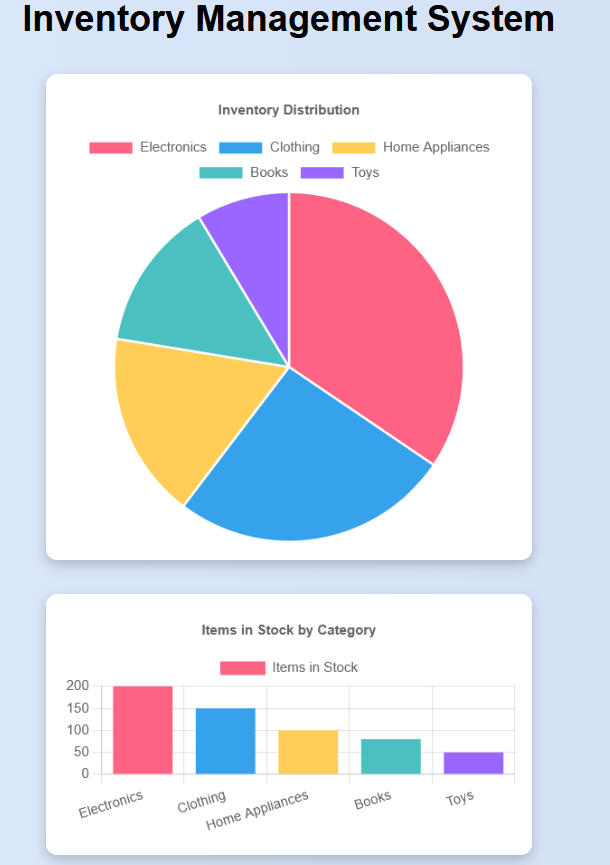 Inventory Management System
Inventory Distribution
Electronics Clothing Home Appliances
Books Toys
Items in Stock by Category
Items in Stock
200
150
100
50
0
Electronics Clothing Home Appliances Books Toys